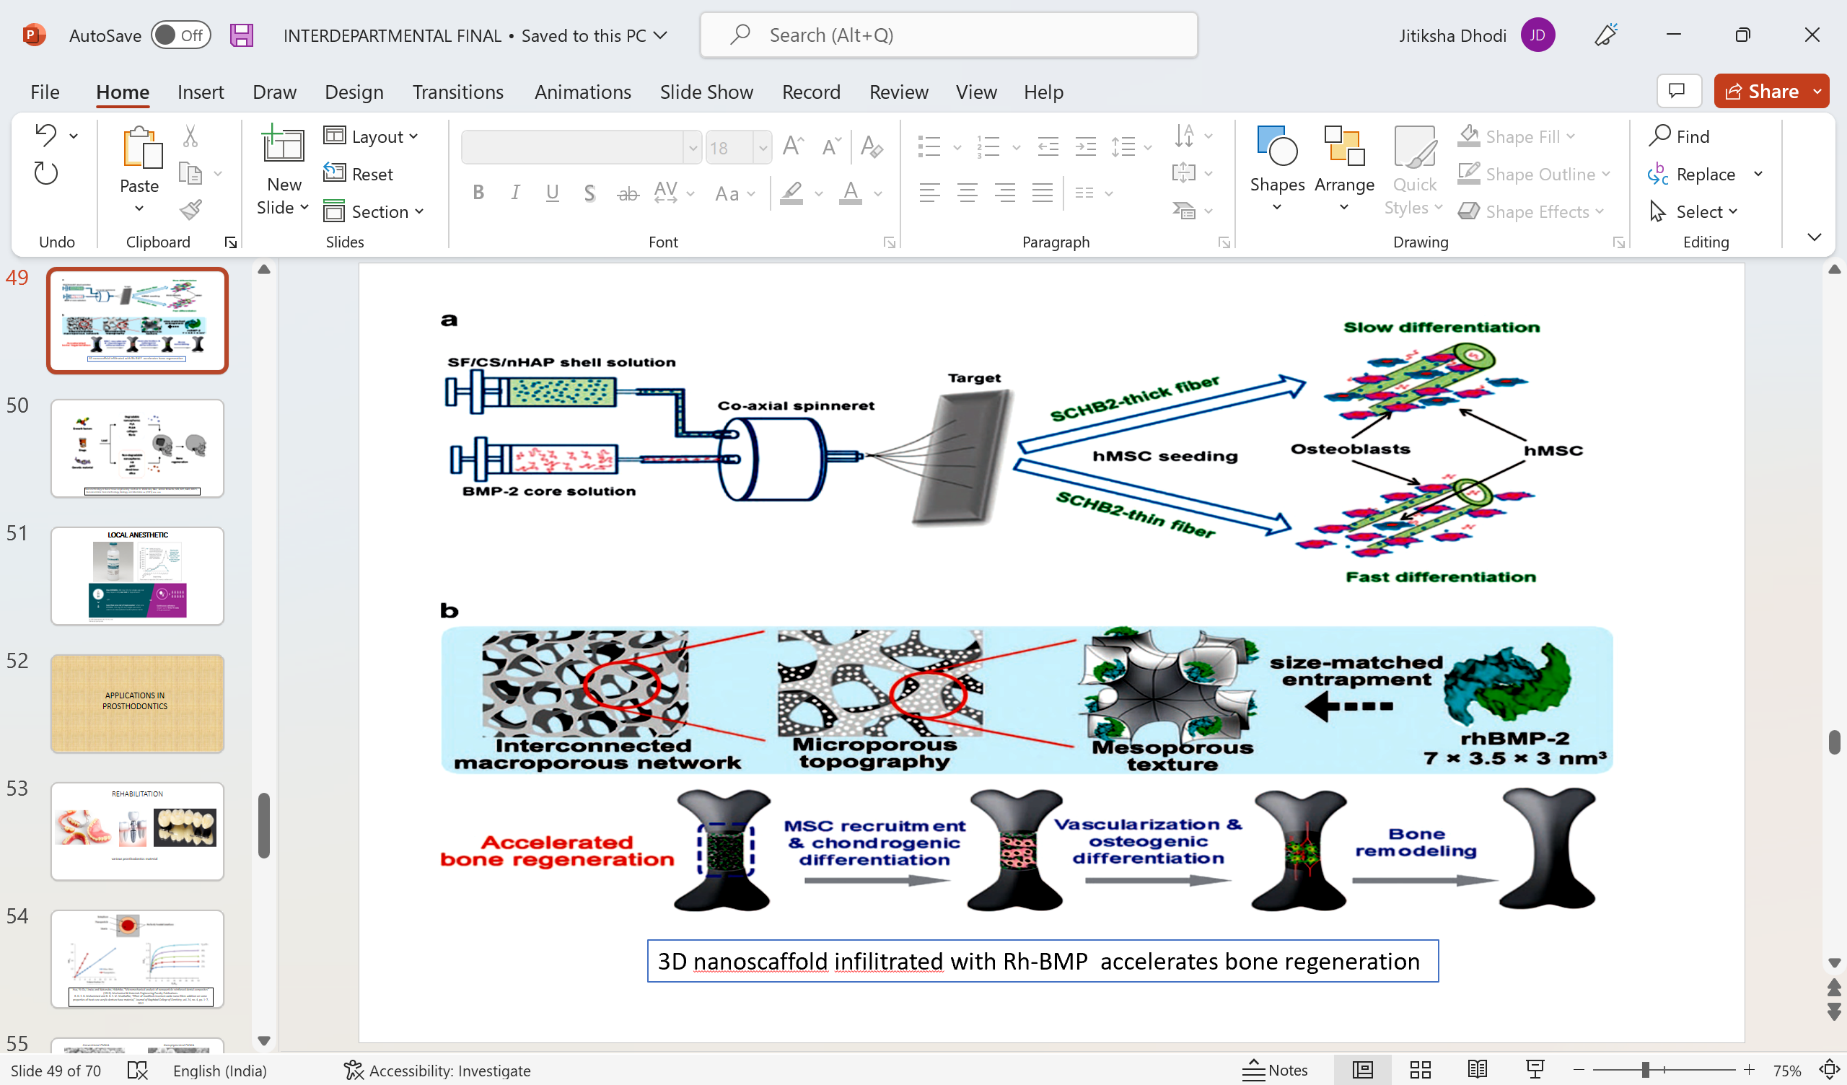 AutoSave Off INTERDEPARTMENTAL FINAL • Saved to this PC Search (Alt+Q) Jitiksha Dhodi JD
File Home Insert Draw Design Transitions Animations Slide Show Record Review View Help Share
Paste
New
Slide
Layout
Reset
Section
18
Shapes
Arrange
Quick
Styles
Shape Fill
Shape Outline
Shape Effects
Find
Replace
Select
Undo Clipboard Slides Font Paragraph Drawing Editing
49
50
51
LOCAL ANESTHETIC
52
APPLICATIONS IN
PROSTHODONTICS
53
REHABILITATION
54
55
a
SF/CS/nHAP shell solution
BMP-2 core solution
Co-axial spinneret
Target
SCHB2-thick fiber
hMSC seeding
SCHB2-thin fiber
Slow differentiation
Osteoblasts
hMSC
Fast differentiation
b
Interconnected
macroporous network
Microporous
topography
Mesoporous
texture
size-matched
entrapment
rhBMP-2
7 × 3.5 × 3 nm³
Accelerated
bone regeneration
MSC recruitment
& chondrogenic
differentiation
Vascularization &
osteogenic
differentiation
Bone
remodeling
3D nanoscaffold infilitrated with Rh-BMP accelerates bone regeneration
Slide 49 of 70 English (India) Accessibility: Investigate Notes 75%